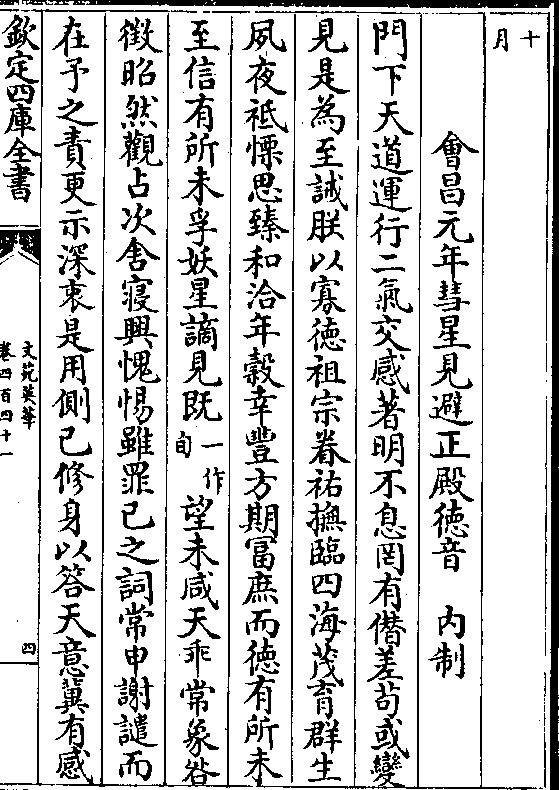 十
月
會昌元年彗星見避正殿德音　内制
門下天道運行二氣交感著明不息罔有僭差茍或變
見是為至誠朕以寡德祖宗眷祐撫臨四海茂育群生
夙夜祗慄思臻和洽年穀幸豐方期富庶而德有所未
至信有所未孚妖星謫見既一作旬望未咸天乖常象咎
徴昭然觀占次舍寝興愧惕雖罪已之詞常申謝譴而
在予之責更示深衷是用側已修身以答天意冀有感
欽定四庫全書
文苑英華
卷四百四十一
四